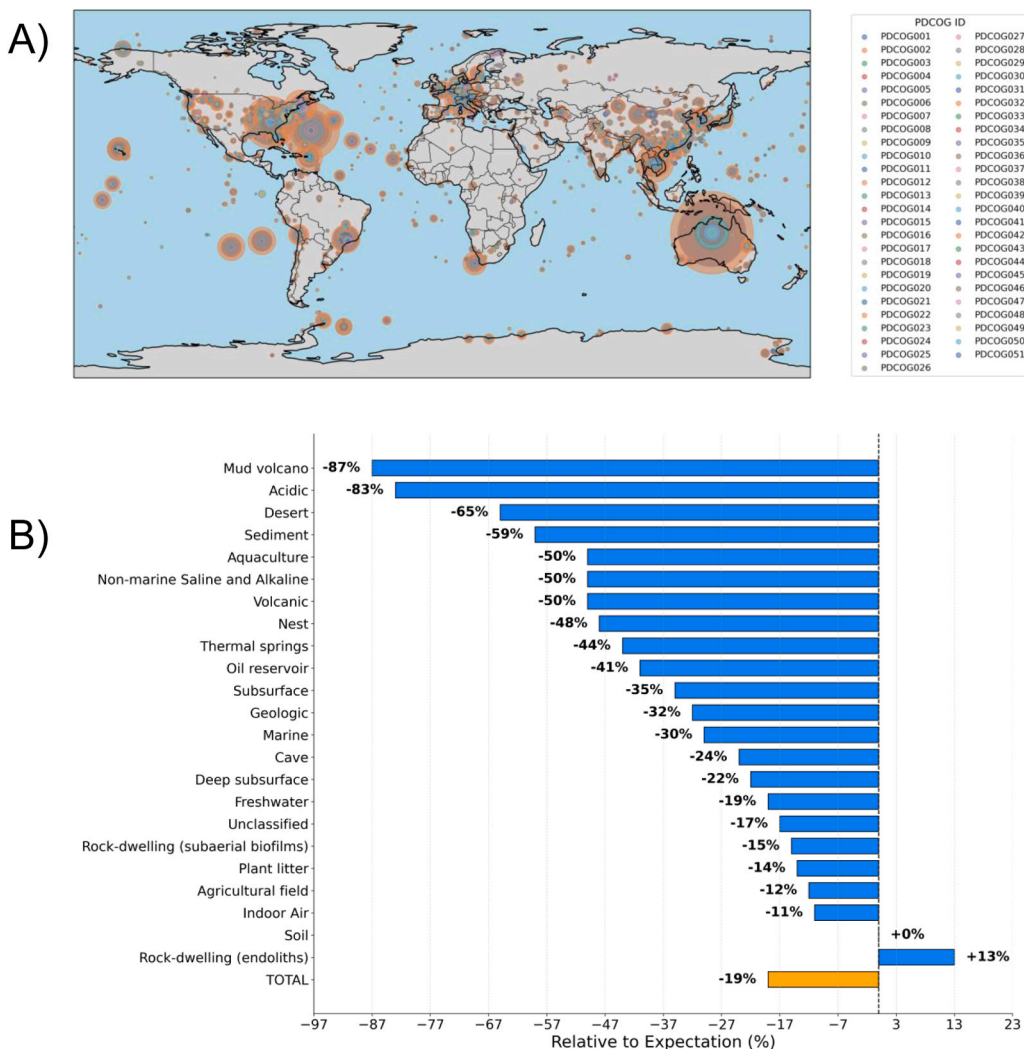 A)
PDCOG ID
PDCOG001 PDCOG027
PDCOG002 PDCOG028
PDCOG003 PDCOG029
PDCOG004 PDCOG030
PDCOG005 PDCOG031
PDCOG006 PDCOG032
PDCOG007 PDCOG033
PDCOG008 PDCOG034
PDCOG009 PDCOG035
PDCOG010 PDCOG036
PDCOG011 PDCOG037
PDCOG012 PDCOG038
PDCOG013 PDCOG039
PDCOG014 PDCOG040
PDCOG015 PDCOG041
PDCOG016 PDCOG042
PDCOG017 PDCOG043
PDCOG018 PDCOG044
PDCOG019 PDCOG045
PDCOG020 PDCOG046
PDCOG021 PDCOG047
PDCOG022 PDCOG048
PDCOG023 PDCOG049
PDCOG024 PDCOG050
PDCOG025 PDCOG051
PDCOG026
B)
Mud volcano -87%
Acidic -83%
Desert -65%
Sediment -59%
Aquaculture -50%
Non-marine Saline and Alkaline -50%
Volcanic -50%
Nest -48%
Thermal springs -44%
Oil reservoir -41%
Subsurface -35%
Geologic -32%
Marine -30%
Cave -24%
Deep subsurface -22%
Freshwater -19%
Unclassified -17%
Rock-dwelling (subaerial biofilms) -15%
Plant litter -14%
Agricultural field -12%
Indoor Air -11%
Soil +0%
Rock-dwelling (endoliths) +13%
TOTAL -19%
−97 −87 −77 −67 −57 −47 −37 −27 −17 −7 3 13 23
Relative to Expectation (%)